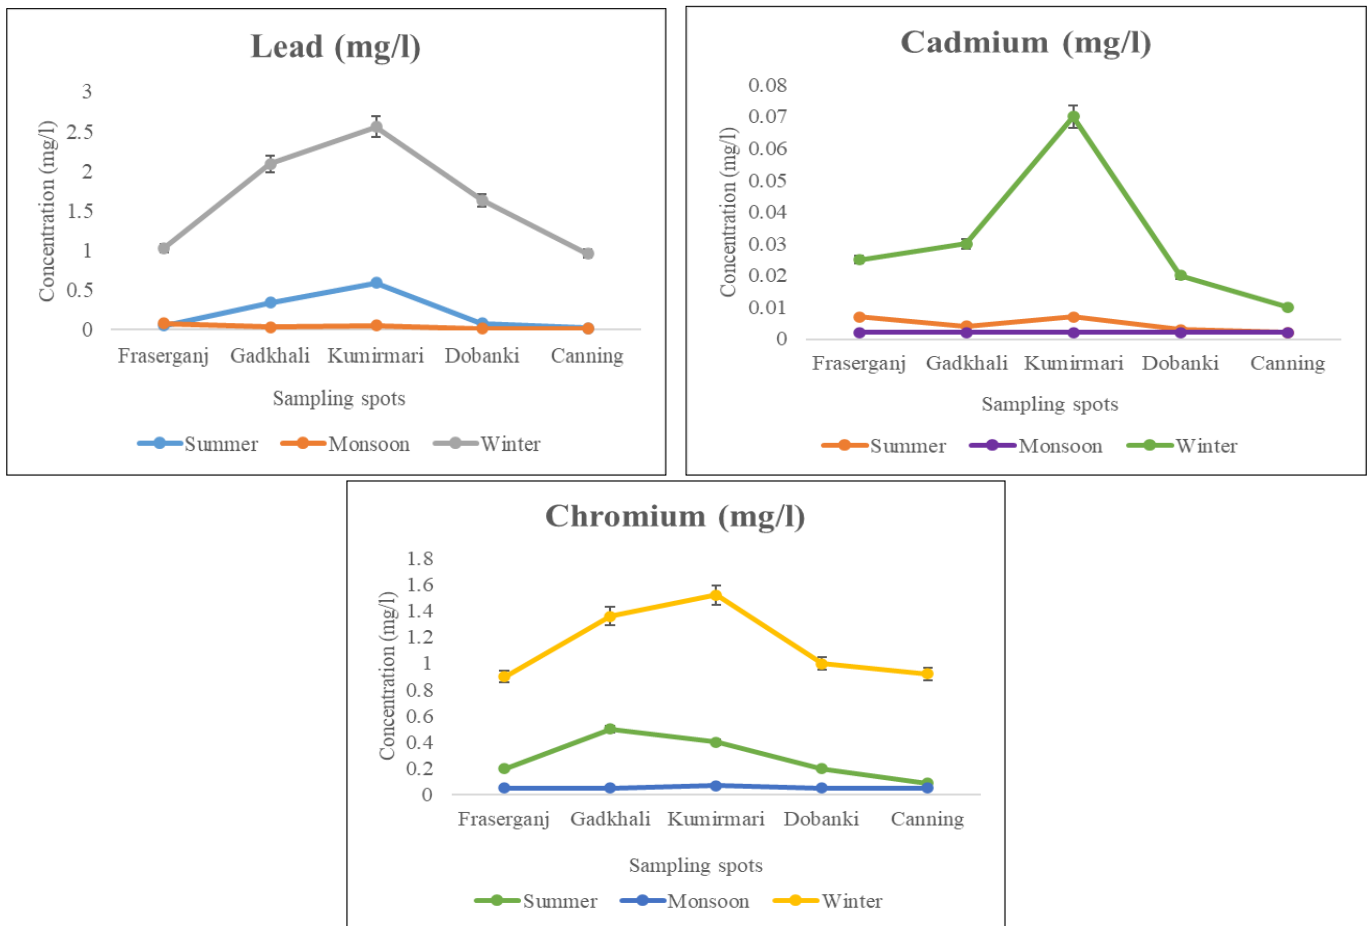 Lead (mg/l)
Concentration (mg/l)
3
2.5
2
1.5
1
0.5
0
Fraserganj Gadkhali Kumirmari Dobanki Canning
Sampling spots
Summer Monsoon Winter
Cadmium (mg/l)
Concentration (mg/l)
0.08
0.07
0.06
0.05
0.04
0.03
0.02
0.01
0
Fraserganj Gadkhali Kumirmari Dobanki Canning
Sampling spots
Summer Monsoon Winter
Chromium (mg/l)
Concentration (mg/l)
1.8
1.6
1.4
1.2
1
0.8
0.6
0.4
0.2
0
Fraserganj Gadkhali Kumirmari Dobanki Canning
Sampling spots
Summer Monsoon Winter